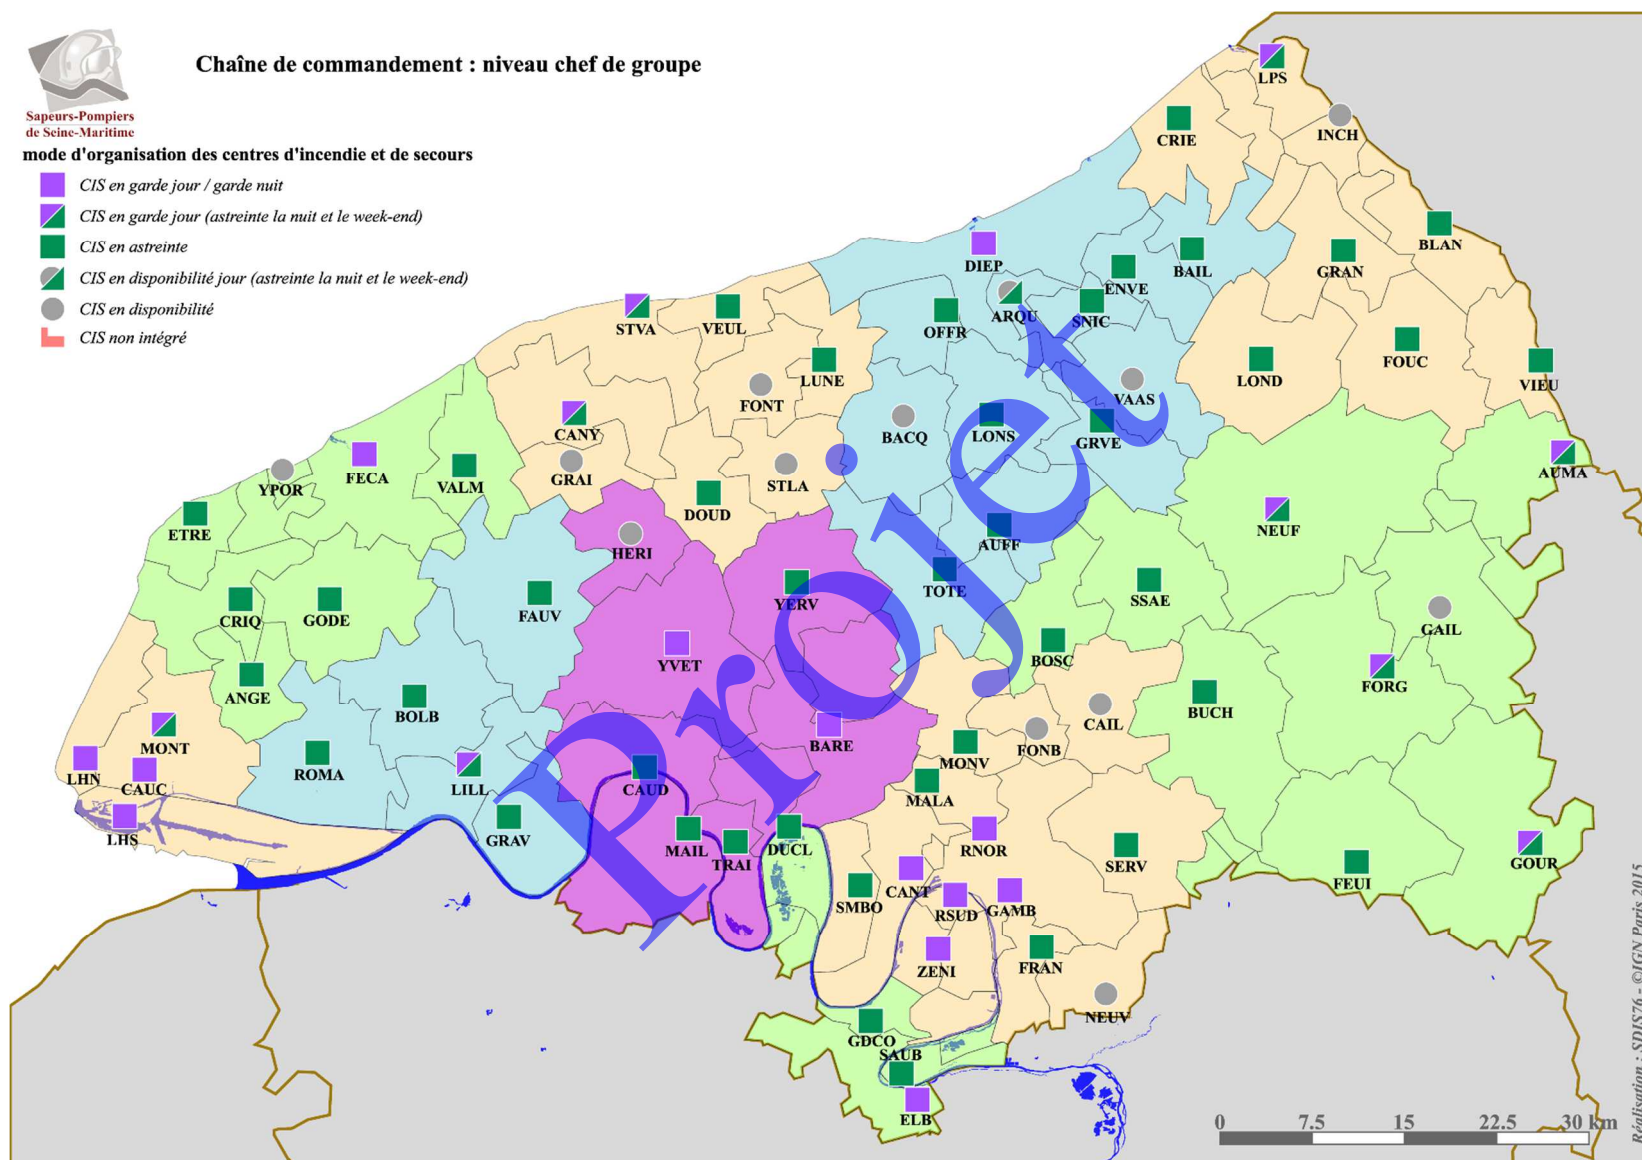 Chaîne de commandement : niveau chef de groupe
Sapeurs-Pompiers
de Seine-Maritime
mode d'organisation des centres d'incendie et de secours
CIS en garde jour / garde nuit
CIS en garde jour (astreinte la nuit et le week-end)
CIS en astreinte
CIS en disponibilité jour (astreinte la nuit et le week-end)
CIS en disponibilité
CIS non intégré
LPS
INCH
CRIE
BLAN
DIEP
BAIL
GRAN
ENVE
ARQU
SNIC
STVA
VEUL
OFFR
FOUC
LUNE
LOND
VIEU
FONT
VAAS
CANY
BACQ
LONS
GRVE
GRAI
STLA
AUMA
FECA
VALM
YPOR
DOUD
NEUF
ETRE
HERI
AUFF
TOTE
YERV
SSAE
CRIQ
GODE
FAUV
GAIL
YVET
BOSC
FORG
ANGE
BOLB
BUCH
CAIL
MONT
BARE
FONB
MONV
LHN
CAUC
ROMA
LILL
CAUD
MALA
LHS
GRAV
MAIL
TRAI
DUCL
RNOR
SERV
GOUR
FEUI
CANT
SMBO
RSUD
GAMB
ZENI
FRAN
NEUV
GDCO
SAUB
ELB
Projet
0 7.5 15 22.5 30 km
Réalisation : SDIS76 - ©IGN Paris 2015